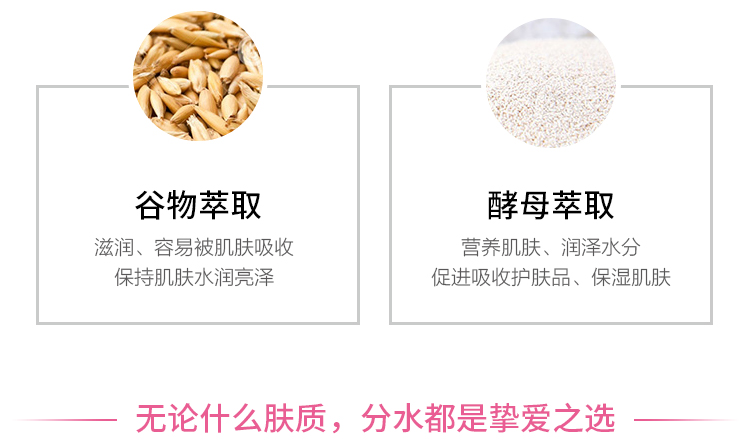 谷物萃取
滋润、容易被肌肤吸收
保持肌肤水润亮泽
酵母萃取
营养肌肤、润泽水分
促进吸收护肤品、保湿肌肤
无论什么肤质，分水都是挚爱之选